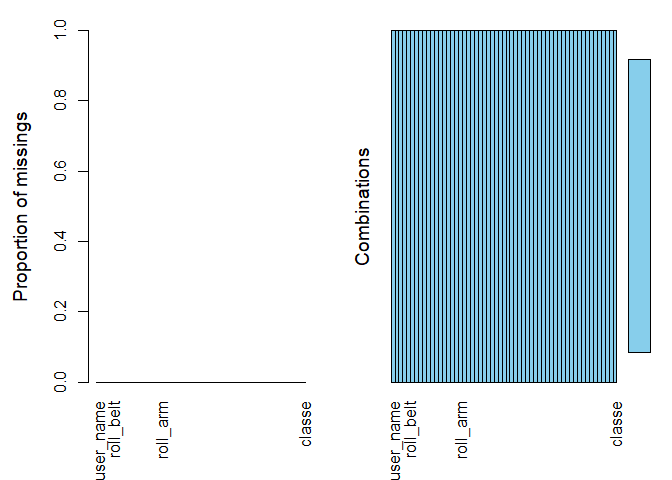 Proportion of missings
1.0
0.8
0.6
0.4
0.2
0.0
user_name
roll_belt
roll_arm
classe
Combinations
user_name
roll_belt
roll_arm
classe